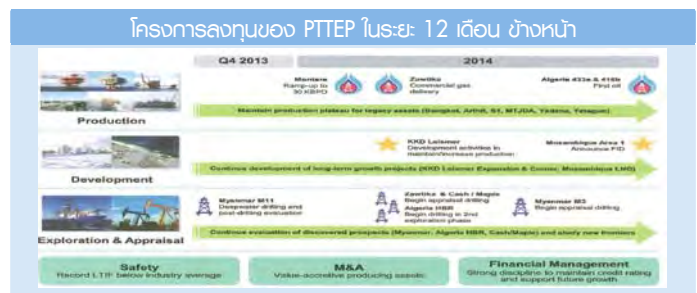 โครงการลงทุนของ PTTEP ในระยะ 12 เดือน ข้างหน้า
Q4 2013
2014
Montara
Ramp-up to
30 KBPD
Zawtika
Commercial gas
delivery
Algeria 433a & 416b
First oil
Maintain production plateau for legacy assets (Bongkot, Arthit, S1, MTJDA, Yadana, Yetagun)
Production
KKD Leismer
Development activities to
maintain/increase production
Mozambique Area 1
Announce FID
Continue development of long-term growth projects (KKD Leismer Expansion & Corner, Mozambique LNG)
Development
Myanmar M11
Deepwater drilling and
post-drilling evaluation
Zawtika & Cash / Maple
Begin appraisal drilling
Algeria HBR
Begin drilling in 2nd
exploration phase
Myanmar M3
Begin appraisal drilling
Continue evaluation of discovered prospects (Myanmar, Algeria HBR, Cash/Maple) and study new frontiers
Exploration & Appraisal
Safety
Record LTIF below industry average
M&A
Value-accretive producing assets
Financial Management
Strong discipline to maintain credit rating
and support future growth